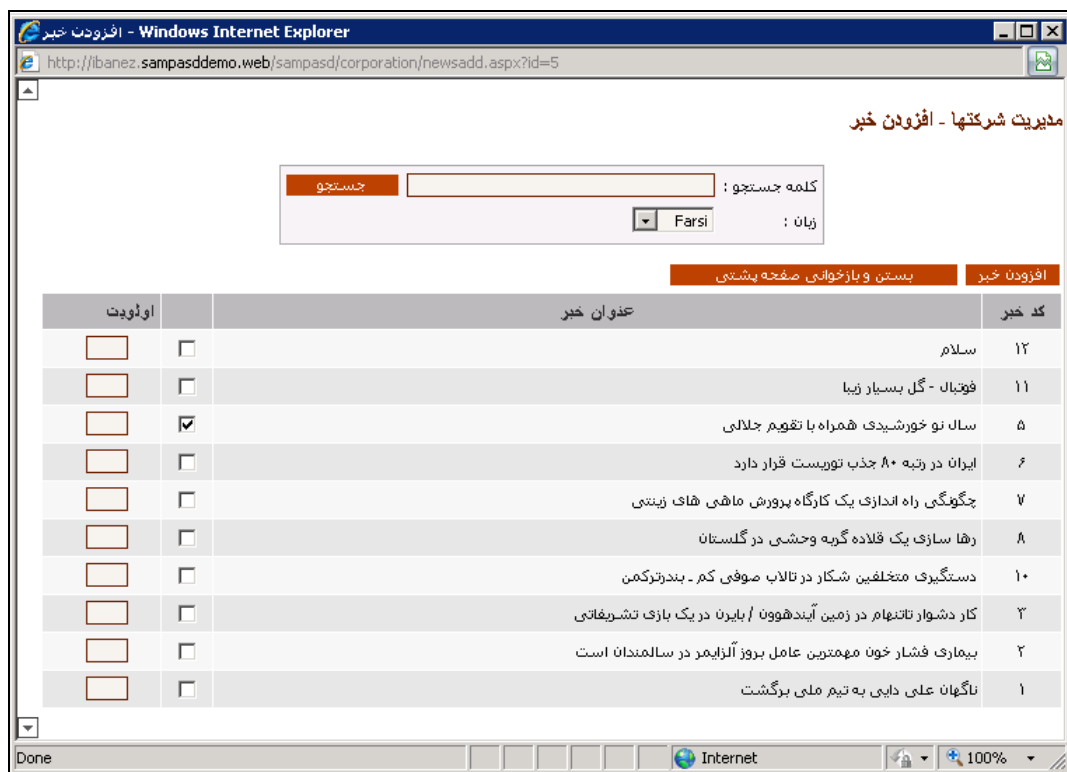 افزودن خبر - Windows Internet Explorer
http://ibanez.sampasddemo.web/sampasd/corporation/newsadd.aspx?id=5
مدیریت شرکتها - افزودن خبر
کلمه جستجو : جستجو
زبان : Farsi
افزودن خبر بستن و بازخوانی صفحه پشتی
کد خبر عنوان خبر اولویت
۱۲ سلام
۱۱ فوتبال - گل بسیار زیبا
۵ سال نو خورشیدی همراه با تقویم جلالی
۶ ایران در رتبه ۸۰ جذب توریست قرار دارد
۷ چگونگی راه اندازی یک کارگاه پرورش ماهی های زینتی
۸ رها سازی یک قلاده گربه وحشی در گلستان
۱۰ دستگیری متخلفین شکار در تالاب صوفی کم ـ بندرترکمن
۳ کار دشوار تاتنهام در زمین آیندهوون / بایرن در یک بازی تشریفاتی
۲ بیماری فشار خون مهمترین عامل بروز آلزایمر در سالمندان است
۱ ناگهان علی دایی به تیم ملی برگشت
Done Internet 100%